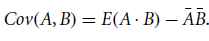 Cov(A, B) = E(A · B) − ĀB̄.